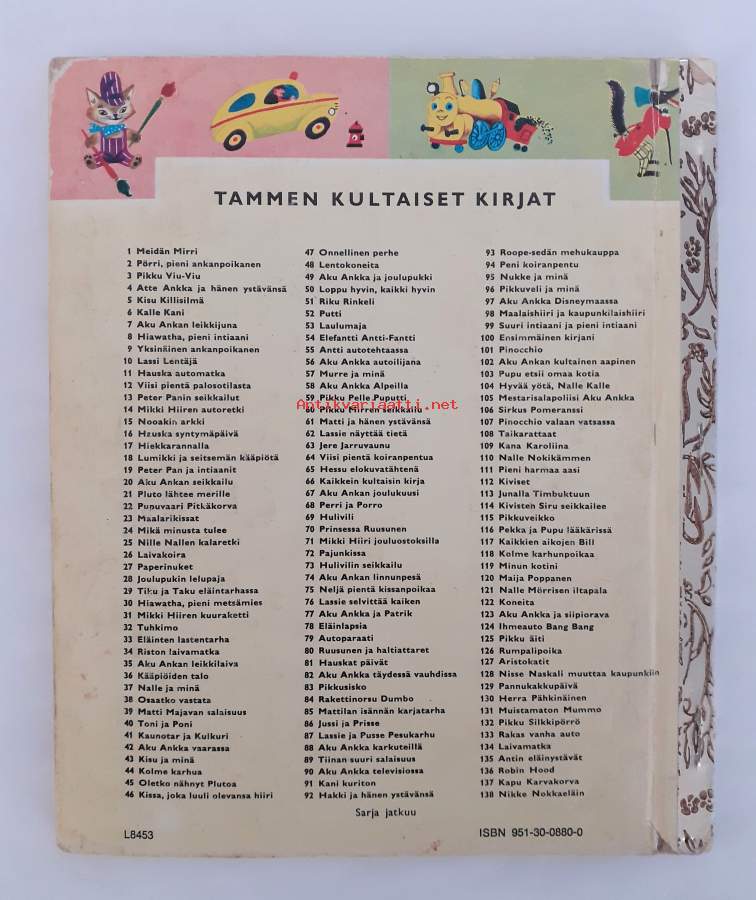 TAMMEN KULTAISET KIRJAT
1 Meidän Mirri
2 Pörri, pieni ankanpoikanen
3 Pikku Viu-Viu
4 Atte Ankka ja hänen ystävänsä
5 Kisu Killisilmä
6 Kalle Kani
7 Aku Ankan leikkijuna
8 Hiawatha, pieni intiaani
9 Yksinäinen ankanpoikanen
10 Lassi Lentäjä
11 Hauska automatka
12 Viisi pientä palosotilasta
13 Peter Panin seikkailut
14 Mikki Hiiren autoretki
15 Nooakin arkki
16 Hauska syntymäpäivä
17 Hiekkarannalla
18 Lumikki ja seitsemän kääpiötä
19 Peter Pan ja intiaanit
20 Aku Ankan seikkailu
21 Pluto lähtee merille
22 Pupuvaari Pitkäkorva
23 Maalarikissat
24 Mikä minusta tulee
25 Nille Nallen kalaretki
26 Laivakoira
27 Paperinuket
28 Joulupukin lelupaja
29 Tiku ja Taku eläintarhassa
30 Hiawatha, pieni metsämies
31 Mikki Hiiren kuuraketti
32 Tuhkimo
33 Eläinten lastentarha
34 Riston laivamatka
35 Aku Ankan leikkilaiva
36 Kääpiöiden talo
37 Nalle ja minä
38 Osaatko vastata
39 Matti Majavan salaisuus
40 Toni ja Poni
41 Kaunotar ja Kulkuri
42 Aku Ankka vaarassa
43 Kisu ja minä
44 Kolme karhua
45 Oletko nähnyt Plutoa
46 Kissa, joka luuli olevansa hiiri
47 Onnellinen perhe
48 Lentokoneita
49 Aku Ankka ja joulupukki
50 Loppu hyvin, kaikki hyvin
51 Riku Rinkeli
52 Putti
53 Laulumaja
54 Elefantti Antti-Fantti
55 Antti autotehtaassa
56 Aku Ankka autoilijana
57 Murre ja minä
58 Aku Ankka Alpeilla
59 Pikku Pelle Puputti
60 Pikku Mirren seikkailu
61 Matti ja hänen ystävänsä
62 Lassie näyttää tietä
63 Jere Jarruvaunu
64 Viisi pientä koiranpentua
65 Hessu elokuvatähtenä
66 Kaikkein kultaisin kirja
67 Aku Ankan joulukuusi
68 Perri ja Porro
69 Hulivili
70 Prinsessa Ruusunen
71 Mikki Hiiri jouluostoksilla
72 Pajunkissa
73 Hulivilin seikkailu
74 Aku Ankan linnunpesä
75 Neljä pientä kissanpoikaa
76 Lassie selvittää kaiken
77 Aku Ankka ja Patrik
78 Eläinlapsia
79 Autoparaati
80 Ruusunen ja haltiattaret
81 Hauskat päivät
82 Aku Ankka täydessä vauhdissa
83 Pikkusisko
84 Rakettinorsu Dumbo
85 Mattilan isännän karjatarha
86 Jussi ja Prisse
87 Lassie ja Pusse Pesukarhu
88 Aku Ankka karkuteillä
89 Tiinan suuri salaisuus
90 Aku Ankka televisiossa
91 Kani kuriton
92 Hakki ja hänen ystävänsä
93 Roope-sedän mehukauppa
94 Peni koiranpentu
95 Nukke ja minä
96 Pikkuveli ja minä
97 Aku Ankka Disneymaassa
98 Maalaishiiri ja kaupunkilaishiiri
99 Suuri intiaani ja pieni intiaani
100 Ensimmäinen kirjani
101 Pinocchio
102 Aku Ankan kultainen aapinen
103 Pupu etsii omaa kotia
104 Hyvää yötä, Nalle Kalle
105 Mestarisalapoliisi Aku Ankka
106 Sirkus Pomeranssi
107 Pinocchio valaan vatsassa
108 Taikarattaat
109 Kana Karoliina
110 Nalle Nokikämmen
111 Pieni harmaa aasi
112 Kiviset
113 Junalla Timbuktuun
114 Kivisten Siru seikkailee
115 Pikkuveikko
116 Pekka ja Pupu lääkärissä
117 Kaikkien aikojen Bill
118 Kolme karhunpoikaa
119 Minun kotini
120 Maija Poppanen
121 Nalle Mörrisen iltapala
122 Koneita
123 Aku Ankka ja siipiorava
124 Ihmeauto Bang Bang
125 Pikku äiti
126 Rumpalipoika
127 Aristokatit
128 Nisse Naskali muuttaa kaupunkiin
129 Pannukakkupäivä
130 Herra Pähkinäinen
131 Muistamaton Mummo
132 Pikku Silkkipörrö
133 Rakas vanha auto
134 Laivamatka
135 Antin eläinystävät
136 Robin Hood
137 Kapu Karvakorva
138 Nikke Nokkaeläin
Sarja jatkuu
L8453
ISBN 951-30-0880-0
Antikvariaatti.net